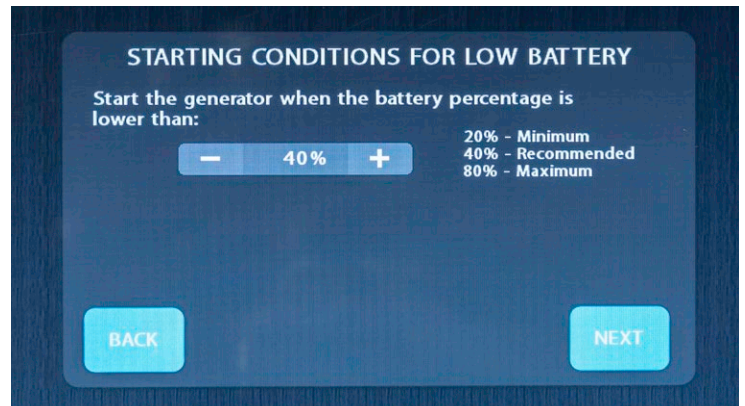 STARTING CONDITIONS FOR LOW BATTERY
Start the generator when the battery percentage is
lower than:
20% - Minimum
− 40% +
40% - Recommended
80% - Maximum
BACK
NEXT